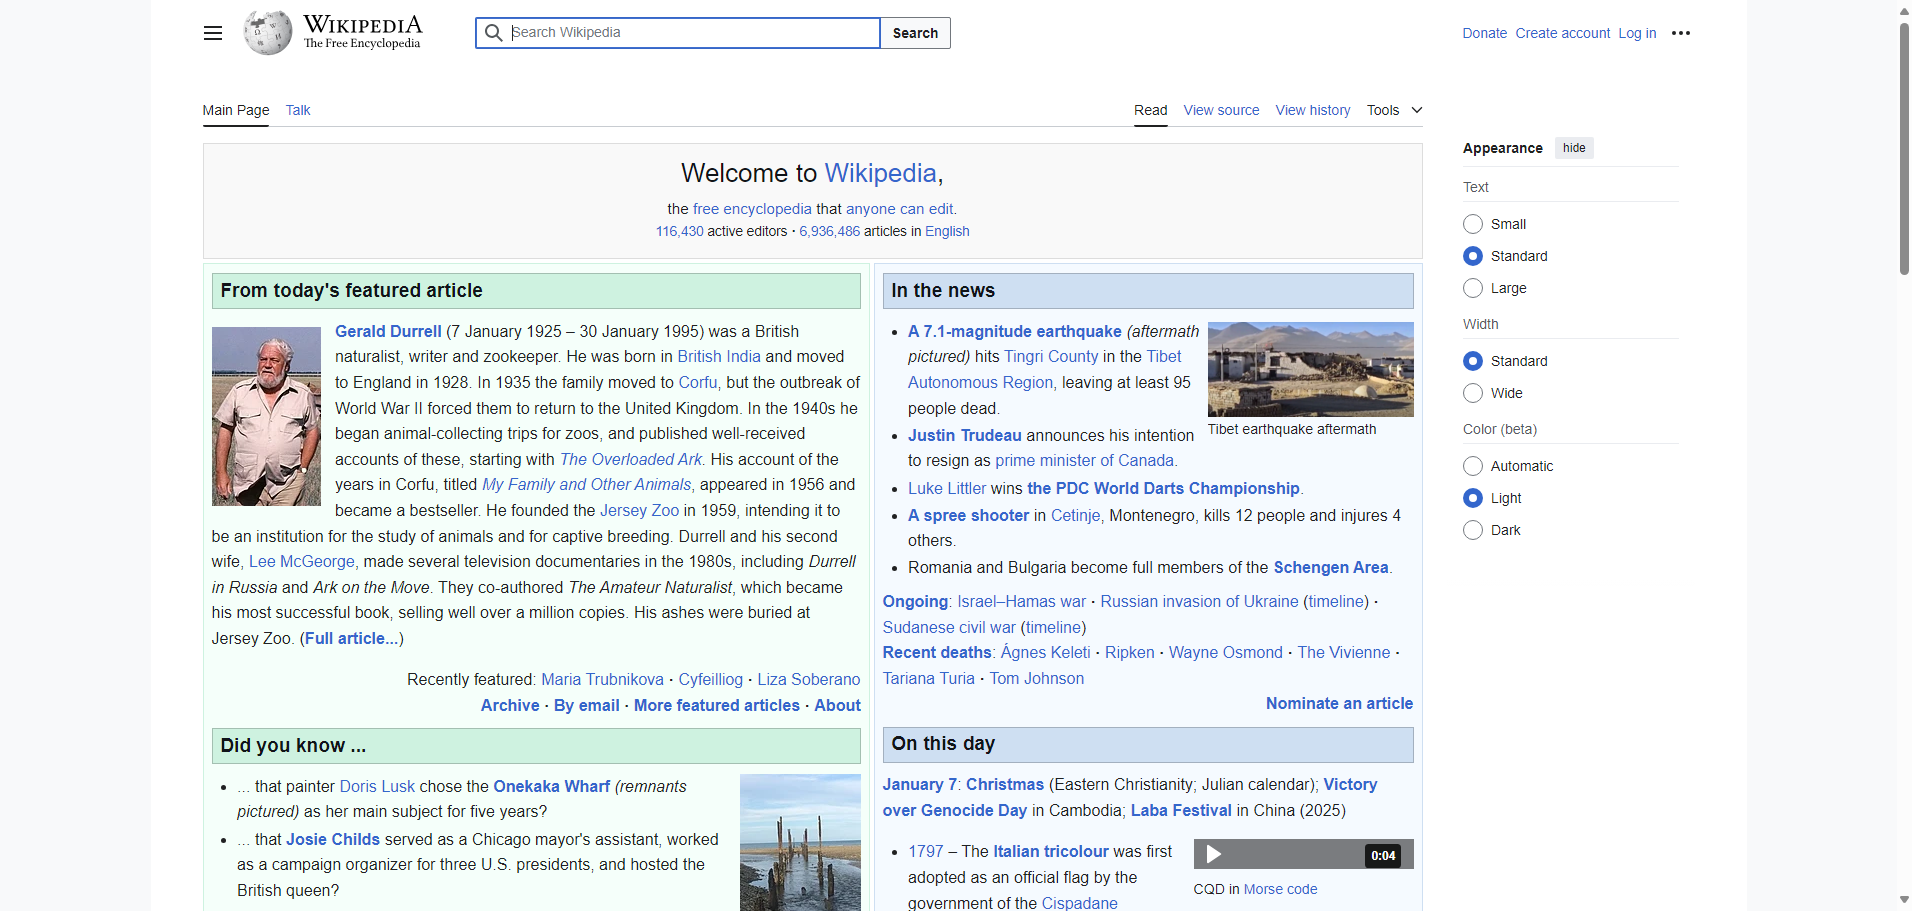 WIKIPEDIA
The Free Encyclopedia
Search Wikipedia
Search
Donate Create account Log in
Main Page Talk
Read View source View history Tools
Welcome to Wikipedia,
the free encyclopedia that anyone can edit.
116,430 active editors · 6,936,486 articles in English
From today's featured article
Gerald Durrell (7 January 1925 – 30 January 1995) was a British
naturalist, writer and zookeeper. He was born in British India and moved
to England in 1928. In 1935 the family moved to Corfu, but the outbreak of
World War II forced them to return to the United Kingdom. In the 1940s he
began animal-collecting trips for zoos, and published well-received
accounts of these, starting with The Overloaded Ark. His account of the
years in Corfu, titled My Family and Other Animals, appeared in 1956 and
became a bestseller. He founded the Jersey Zoo in 1959, intending it to
be an institution for the study of animals and for captive breeding. Durrell and his second
wife, Lee McGeorge, made several television documentaries in the 1980s, including Durrell
in Russia and Ark on the Move. They co-authored The Amateur Naturalist, which became
his most successful book, selling well over a million copies. His ashes were buried at
Jersey Zoo. (Full article...)
Recently featured: Maria Trubnikova · Cyfeilliog · Liza Soberano
Archive · By email · More featured articles · About
Did you know ...
... that painter Doris Lusk chose the Onekaka Wharf (remnants
pictured) as her main subject for five years?
... that Josie Childs served as a Chicago mayor's assistant, worked
as a campaign organizer for three U.S. presidents, and hosted the
British queen?
In the news
A 7.1-magnitude earthquake (aftermath
pictured) hits Tingri County in the Tibet
Autonomous Region, leaving at least 95
people dead.
Tibet earthquake aftermath
Justin Trudeau announces his intention
to resign as prime minister of Canada.
Luke Littler wins the PDC World Darts Championship.
A spree shooter in Cetinje, Montenegro, kills 12 people and injures 4
others.
Romania and Bulgaria become full members of the Schengen Area.
Ongoing: Israel–Hamas war · Russian invasion of Ukraine (timeline) ·
Sudanese civil war (timeline)
Recent deaths: Ágnes Keleti · Ripken · Wayne Osmond · The Vivienne ·
Tariana Turia · Tom Johnson
Nominate an article
On this day
January 7: Christmas (Eastern Christianity; Julian calendar); Victory
over Genocide Day in Cambodia; Laba Festival in China (2025)
1797 – The Italian tricolour was first
adopted as an official flag by the
government of the Cispadane
0:04
CQD in Morse code
Appearance hide
Text
Small
Standard
Large
Width
Standard
Wide
Color (beta)
Automatic
Light
Dark